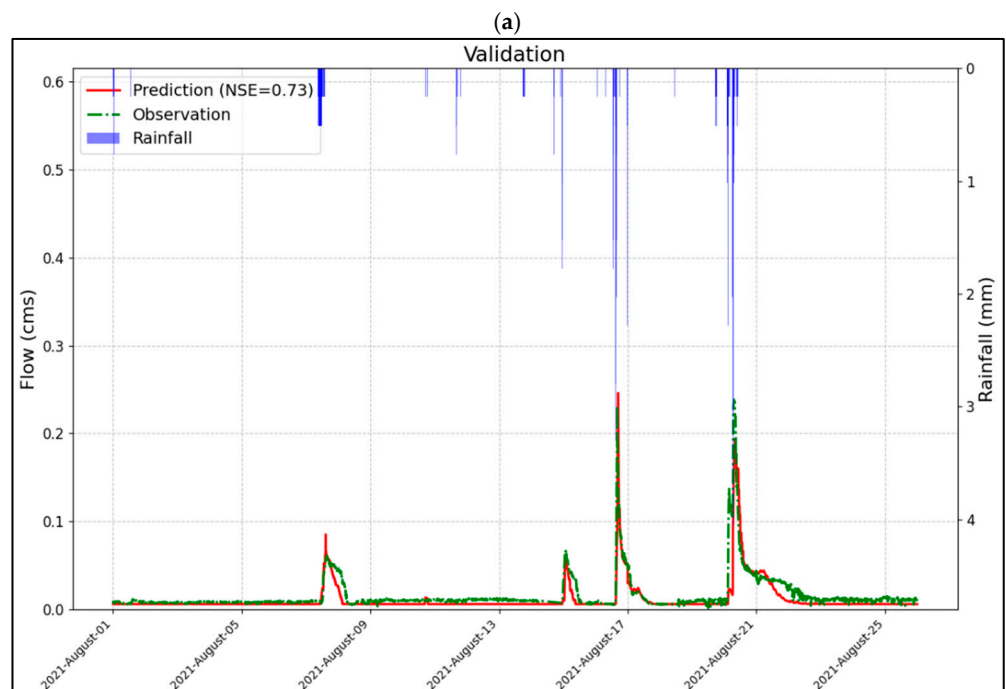 (a)
Validation
Prediction (NSE=0.73)
Observation
Rainfall
Flow (cms)
0.6
0.5
0.4
0.3
0.2
0.1
0.0
0
1
2
3
4
Rainfall (mm)
2021-August-01
2021-August-05
2021-August-09
2021-August-13
2021-August-17
2021-August-21
2021-August-25